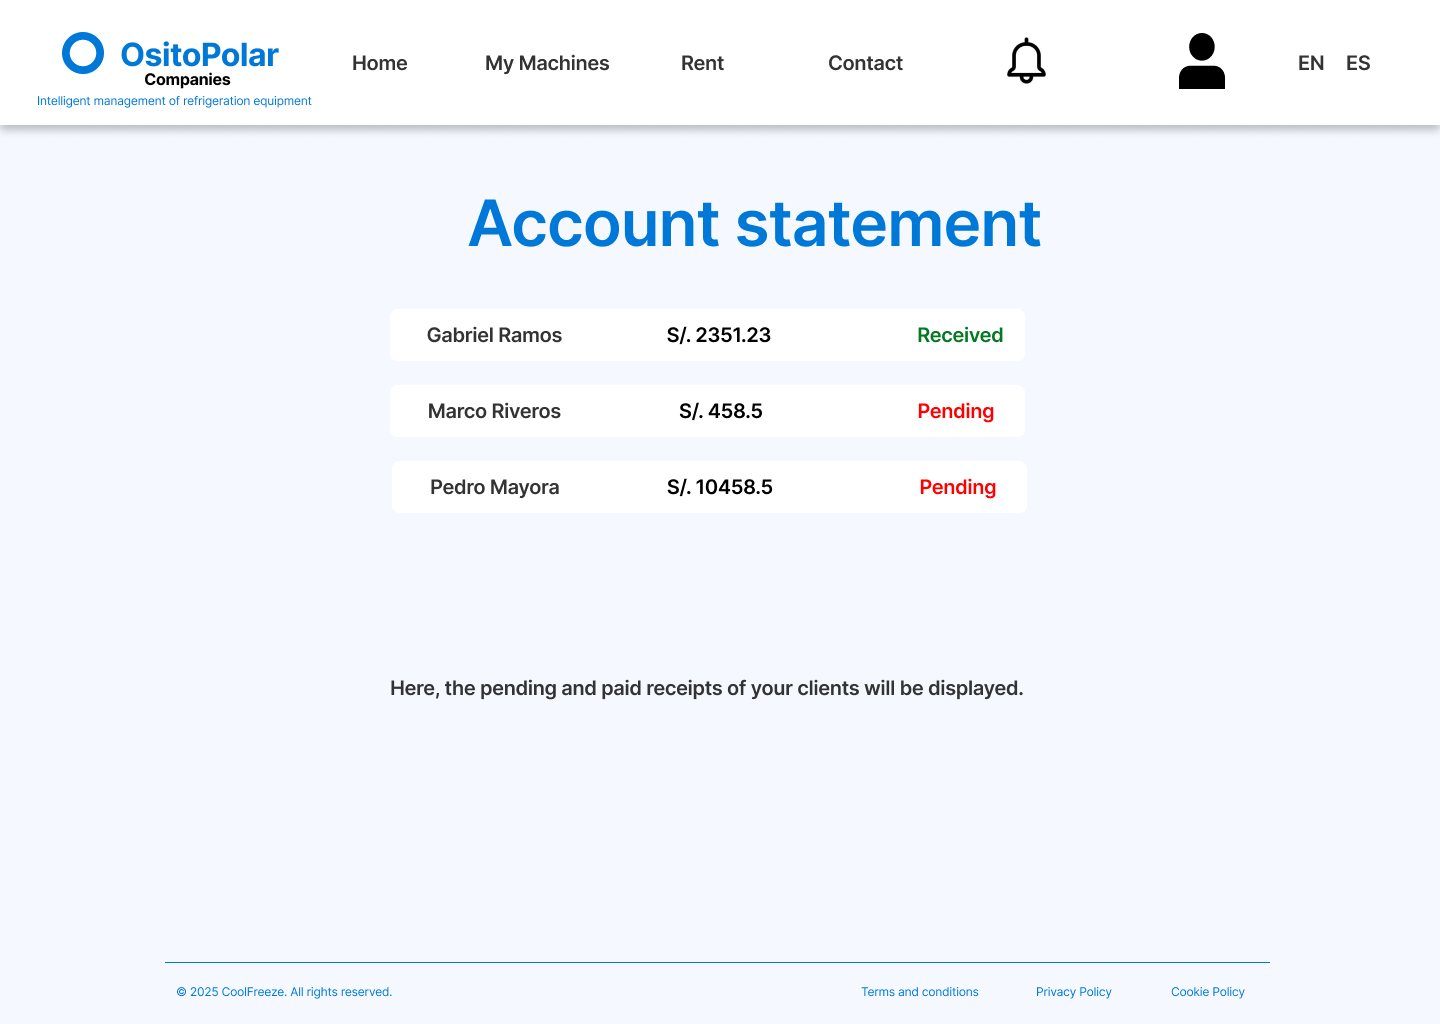 OsitoPolar
Companies
Intelligent management of refrigeration equipment
Home My Machines Rent Contact EN ES
Account statement
Gabriel Ramos S/. 2351.23 Received
Marco Riveros S/. 458.5 Pending
Pedro Mayora S/. 10458.5 Pending
Here, the pending and paid receipts of your clients will be displayed.
© 2025 CoolFreeze. All rights reserved. Terms and conditions Privacy Policy Cookie Policy